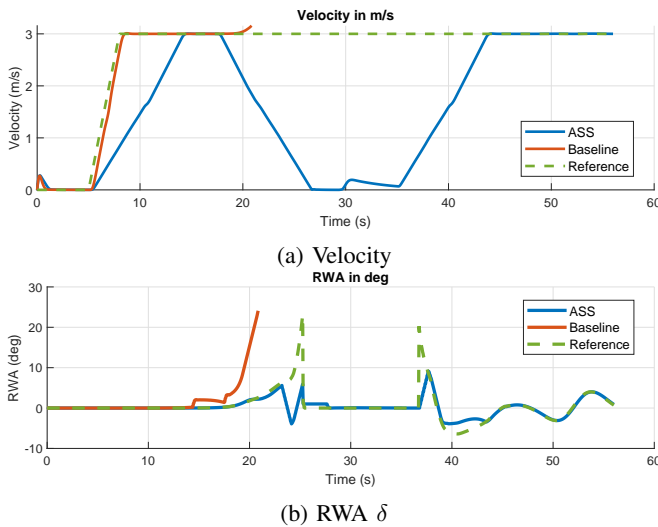 Velocity in m/s
3
2
1
0
Velocity (m/s)
ASS
Baseline
Reference
0 10 20 30 40 50 60
Time (s)
(a) Velocity
RWA in deg
30
20
10
0
-10
RWA (deg)
ASS
Baseline
Reference
0 10 20 30 40 50 60
Time (s)
(b) RWA δ